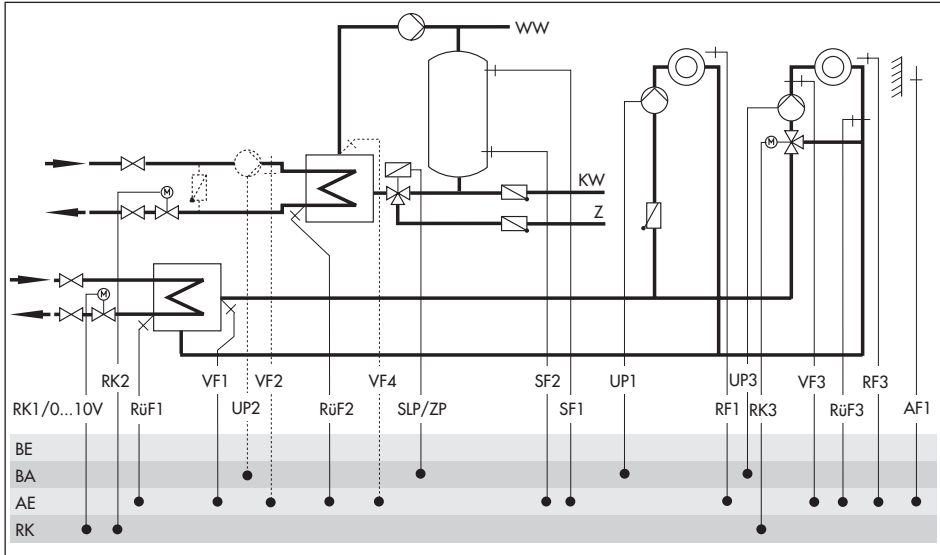 WW
KW
Z
M
M
M
RK2 VF1 VF2 VF4 SF2 UP1 UP3 VF3 RF3
RK1/0...10V RüF1 UP2 RüF2 SLP/ZP SF1 RF1 RK3 RüF3 AF1
BE
BA
AE
RK